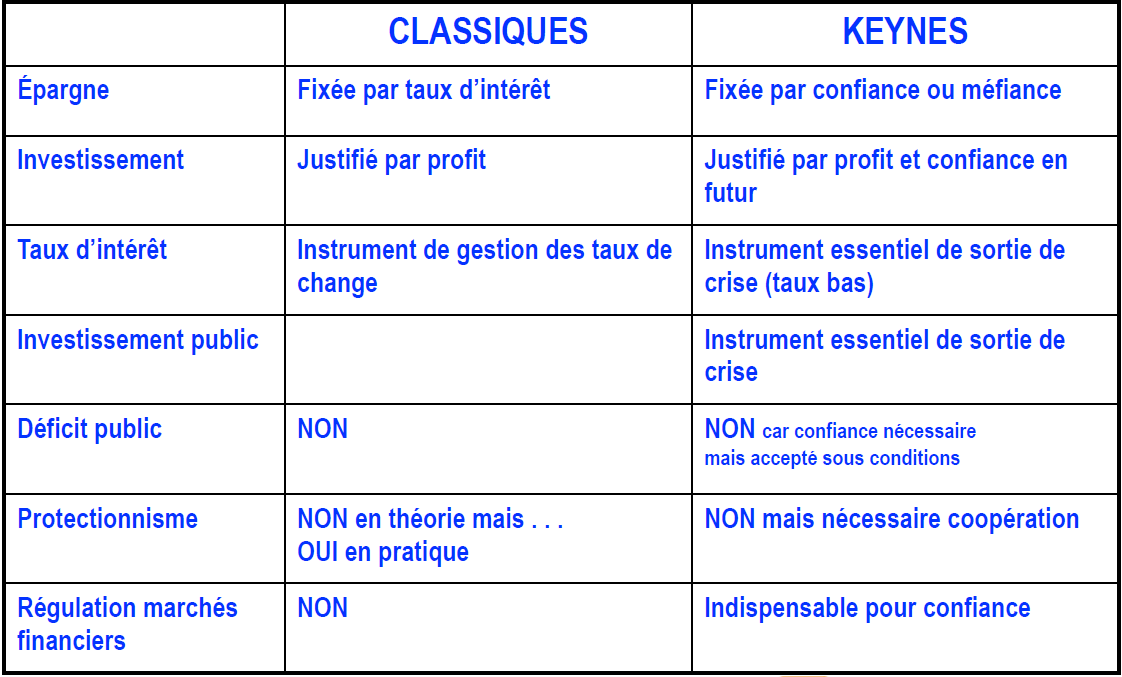 CLASSIQUES
KEYNES
Épargne
Fixée par taux d’intérêt
Fixée par confiance ou méfiance
Investissement
Justifié par profit
Justifié par profit et confiance en
futur
Taux d’intérêt
Instrument de gestion des taux de
change
Instrument essentiel de sortie de
crise (taux bas)
Investissement public
Instrument essentiel de sortie de
crise
Déficit public
NON
NON car confiance nécessaire
mais accepté sous conditions
Protectionnisme
NON en théorie mais . . .
OUI en pratique
NON mais nécessaire coopération
Régulation marchés
financiers
NON
Indispensable pour confiance